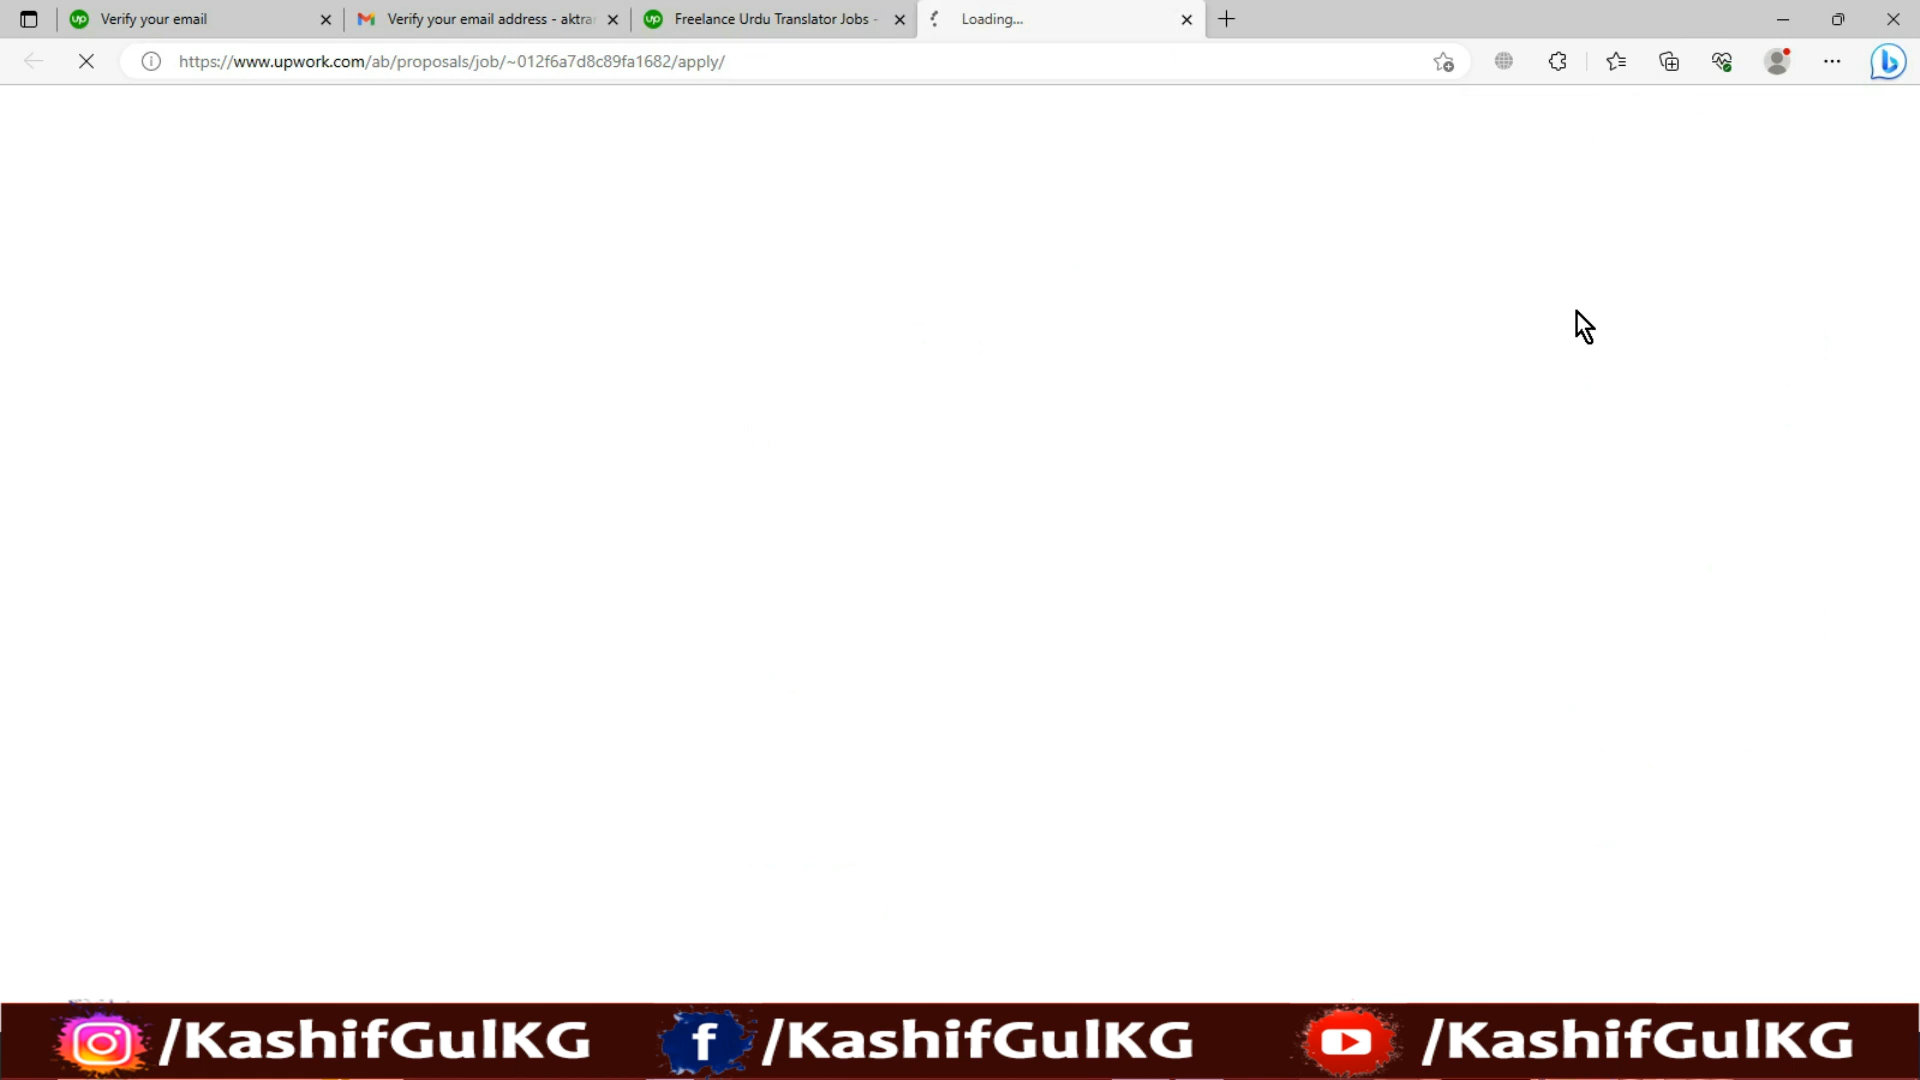 Verify your email
Verify your email address - aktra
Freelance Urdu Translator Jobs -
Loading...
https://www.upwork.com/ab/proposals/job/~012f6a7d8c89fa1682/apply/
/KashifGulKG
/KashifGulKG
/KashifGulKG